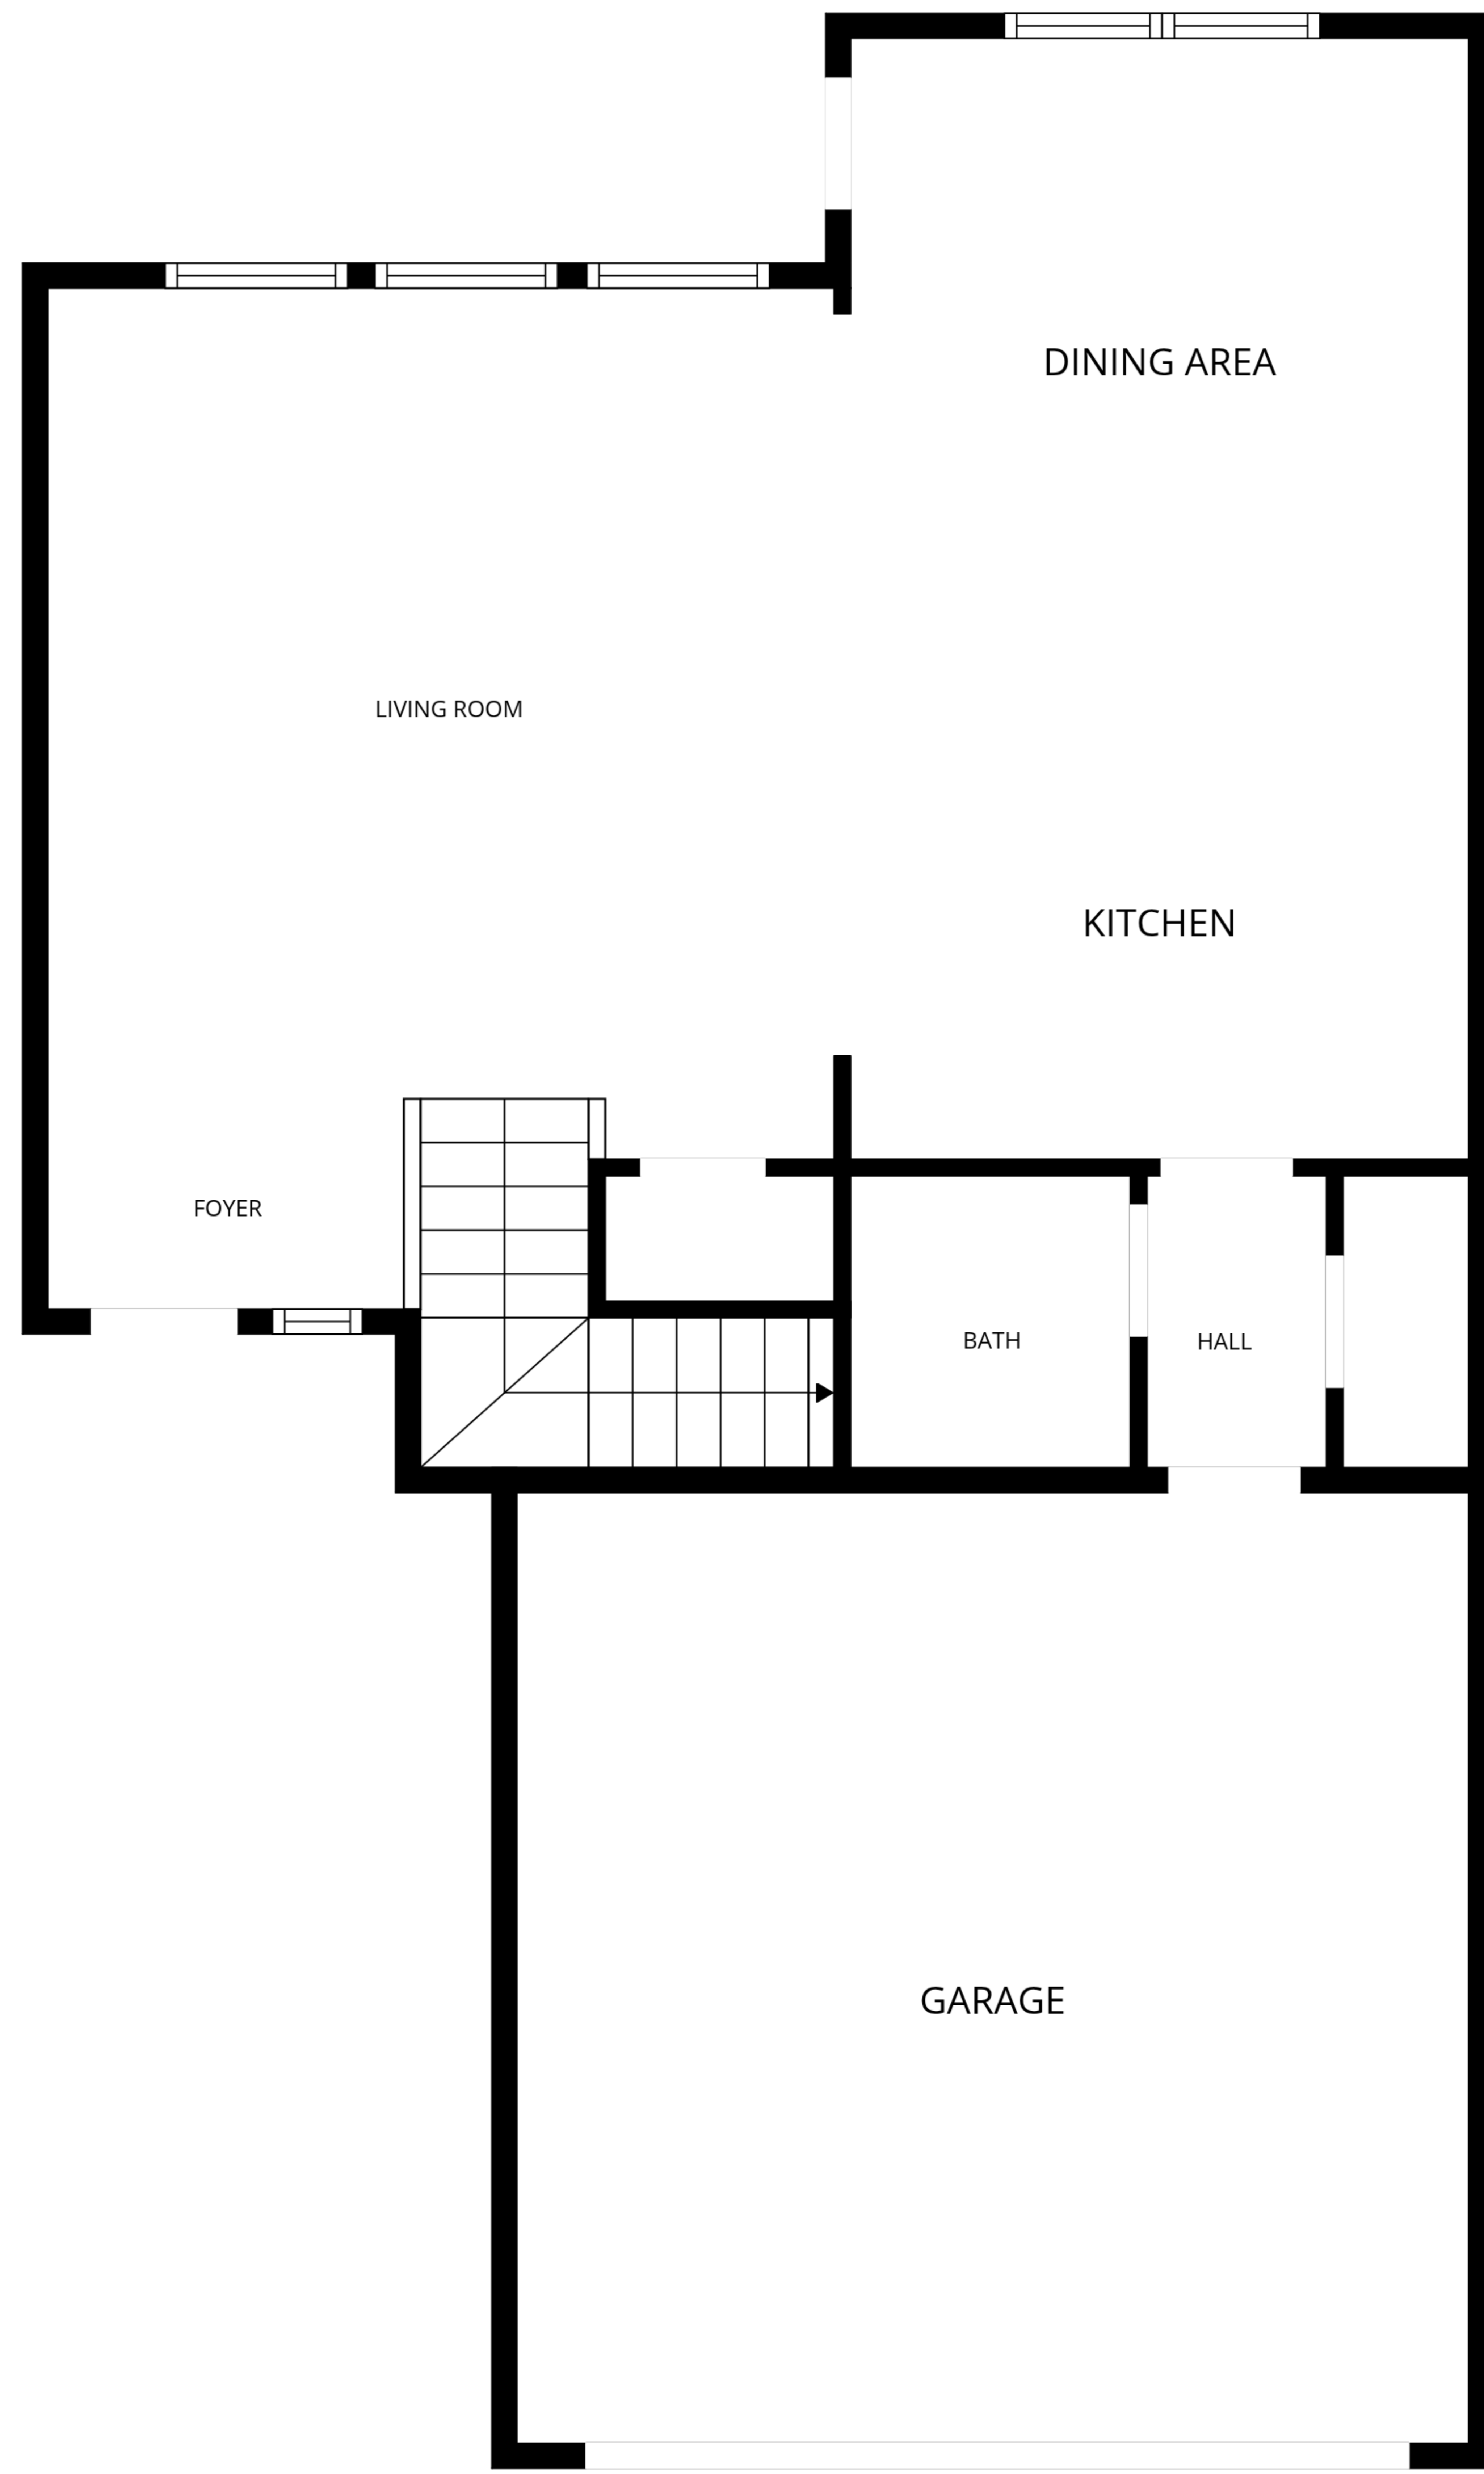 DINING AREA
LIVING ROOM
KITCHEN
FOYER
BATH
HALL
GARAGE